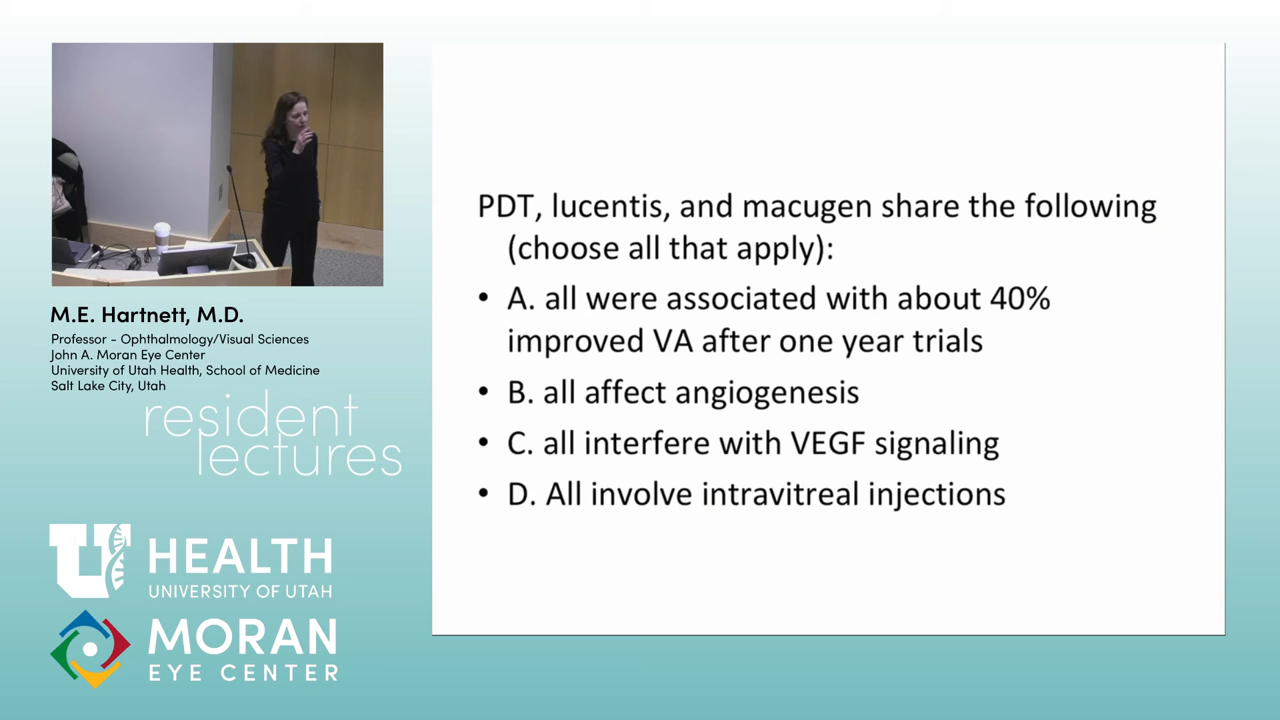 M.E. Hartnett, M.D.
Professor - Ophthalmology/Visual Sciences
John A. Moran Eye Center
University of Utah Health, School of Medicine
Salt Lake City, Utah
resident
lectures
U
HEALTH
UNIVERSITY OF UTAH
MORAN
EYE CENTER
PDT, lucentis, and macugen share the following
(choose all that apply):
• A. all were associated with about 40%
improved VA after one year trials
• B. all affect angiogenesis
• C. all interfere with VEGF signaling
• D. All involve intravitreal injections